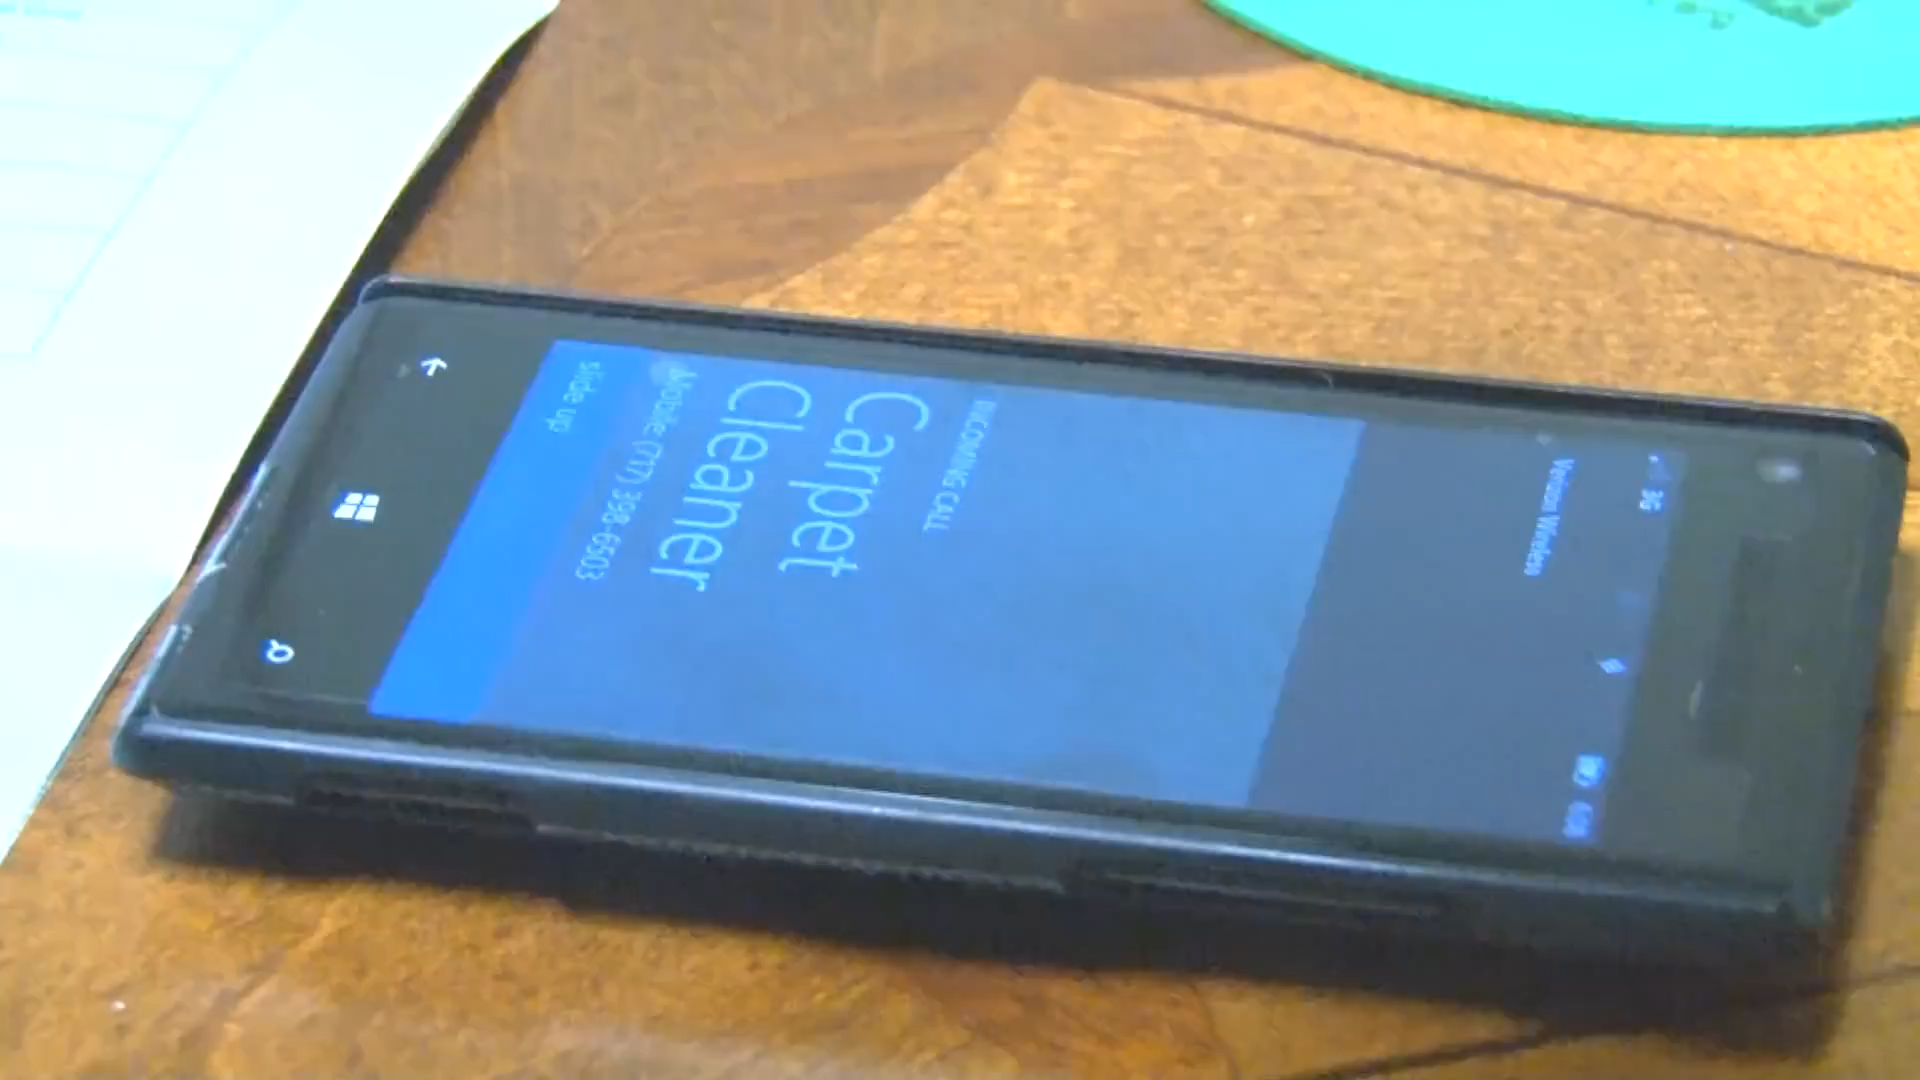 3G
Verizon Wireless
INCOMING CALL
Carpet
Cleaner
Mobile (717) 398-6503
slide up